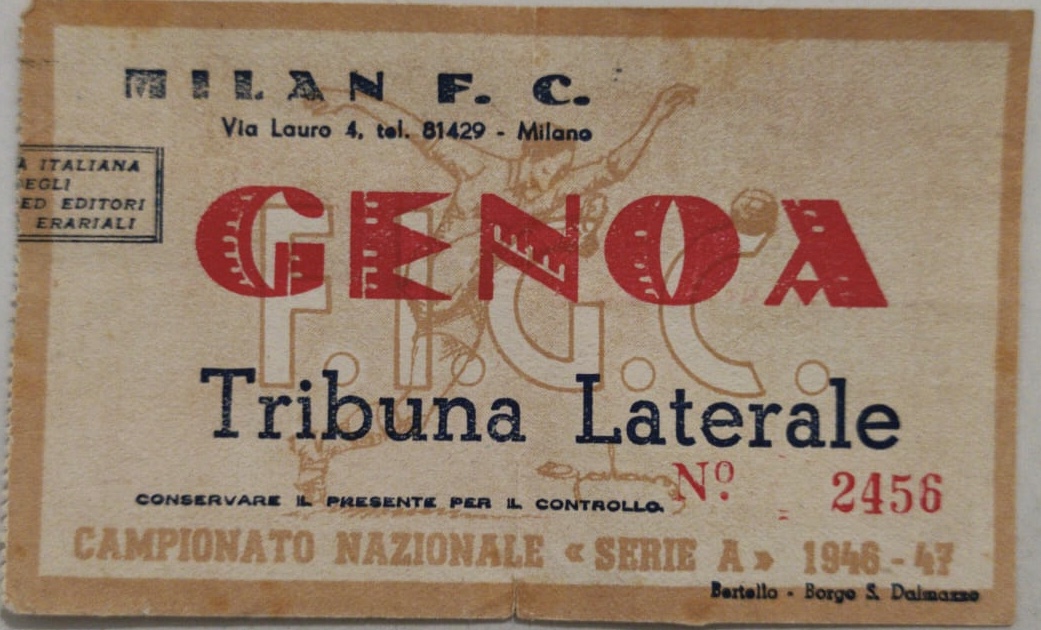 MILAN F. C.
Via Lauro 4, tel. 81429 - Milano
A ITALIANA
EGLI
ED EDITORI
ERARIALI
GENOA
F.I.G.C.
Tribuna Laterale
Nº 2456
CONSERVARE IL PRESENTE PER IL CONTROLLO.
CAMPIONATO NAZIONALE « SERIE A » 1946-47
Bertello - Borgo S. Dalmazzo